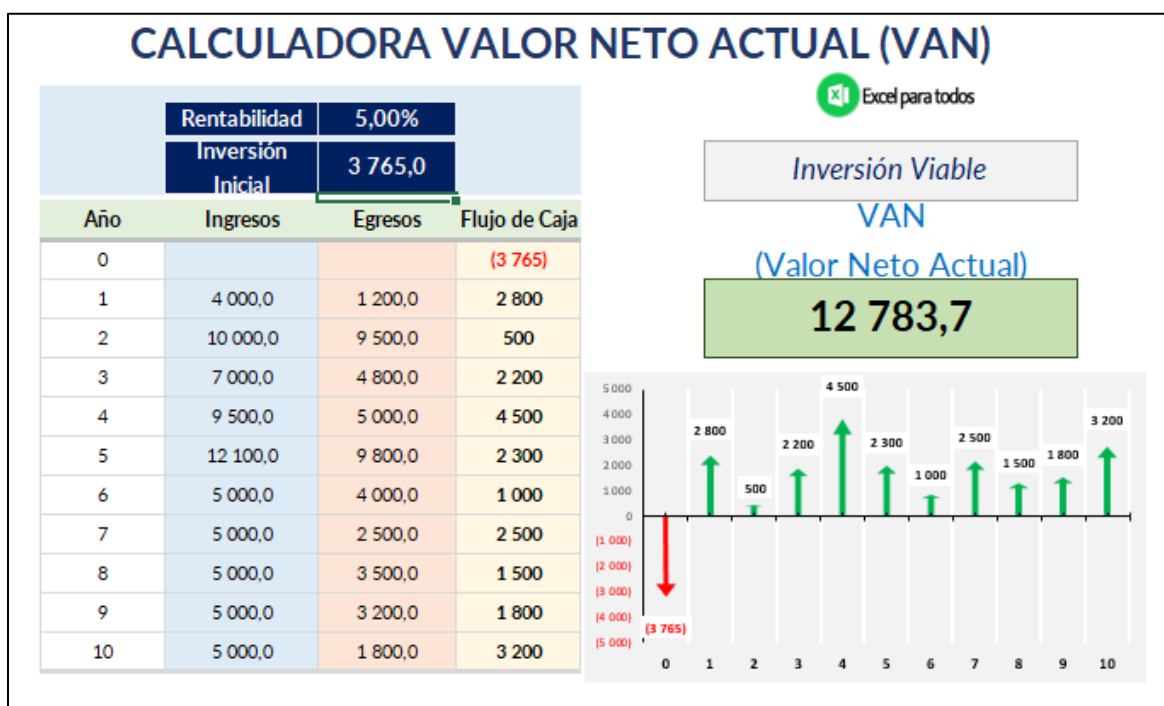 CALCULADORA VALOR NETO ACTUAL (VAN)
Excel para todos
Rentabilidad 5,00%
Inversión
Inicial 3 765,0
Inversión Viable
VAN
(Valor Neto Actual)
12 783,7
Año Ingresos Egresos Flujo de Caja
0 (3 765)
1 4 000,0 1 200,0 2 800
2 10 000,0 9 500,0 500
3 7 000,0 4 800,0 2 200
4 9 500,0 5 000,0 4 500
5 12 100,0 9 800,0 2 300
6 5 000,0 4 000,0 1 000
7 5 000,0 2 500,0 2 500
8 5 000,0 3 500,0 1 500
9 5 000,0 3 200,0 1 800
10 5 000,0 1 800,0 3 200
5 000
4 000
3 000
2 000
1 000
0
(1 000)
(2 000)
(3 000)
(4 000)
(5 000)
(3 765)
2 800
500
2 200
4 500
2 300
1 000
2 500
1 500
1 800
3 200
0 1 2 3 4 5 6 7 8 9 10